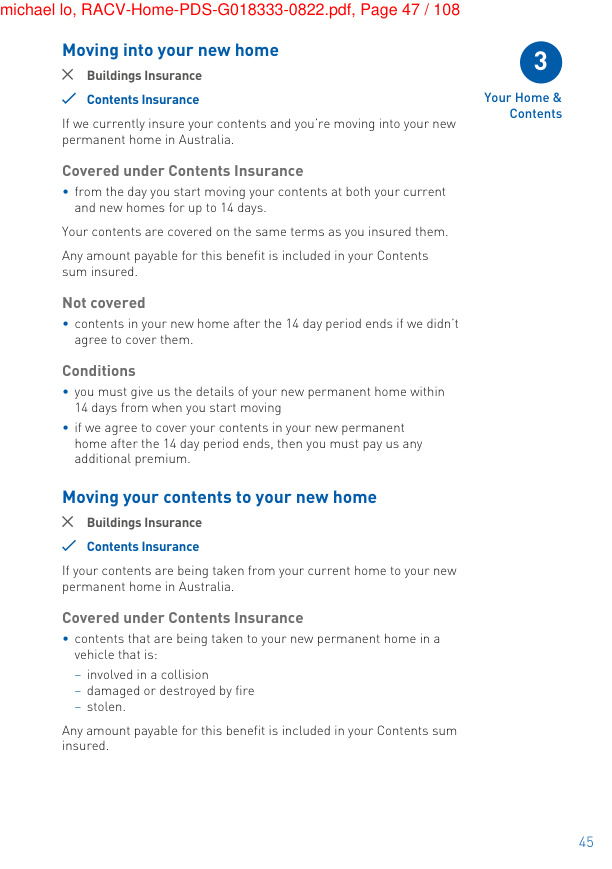 michael lo, RACV-Home-PDS-G018333-0822.pdf, Page 47 / 108
Moving into your new home
Buildings Insurance
Contents Insurance
If we currently insure your contents and you're moving into your new
permanent home in Australia.
Covered under Contents Insurance
• from the day you start moving your contents at both your current
and new homes for up to 14 days.
Your contents are covered on the same terms as you insured them.
Any amount payable for this benefit is included in your Contents
sum insured.
Not covered
• contents in your new home after the 14 day period ends if we didn't
agree to cover them.
Conditions
• you must give us the details of your new permanent home within
14 days from when you start moving
• if we agree to cover your contents in your new permanent
home after the 14 day period ends, then you must pay us any
additional premium.
Moving your contents to your new home
Buildings Insurance
Contents Insurance
If your contents are being taken from your current home to your new
permanent home in Australia.
Covered under Contents Insurance
• contents that are being taken to your new permanent home in a
vehicle that is:
– involved in a collision
– damaged or destroyed by fire
– stolen.
Any amount payable for this benefit is included in your Contents sum
insured.
3
Your Home &
Contents
45